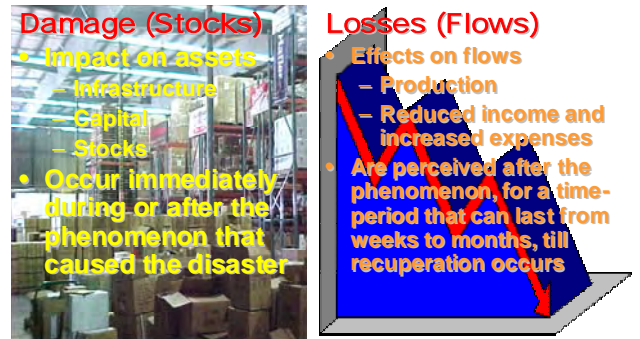 Damage (Stocks)
• Impact on assets
– Infrastructure
– Capital
– Stocks
• Occur immediately
during or after the
phenomenon that
caused the disaster
Losses (Flows)
• Effects on flows
– Production
– Reduced income and
increased expenses
• Are perceived after the
phenomenon, for a time-
period that can last from
weeks to months, till
recuperation occurs